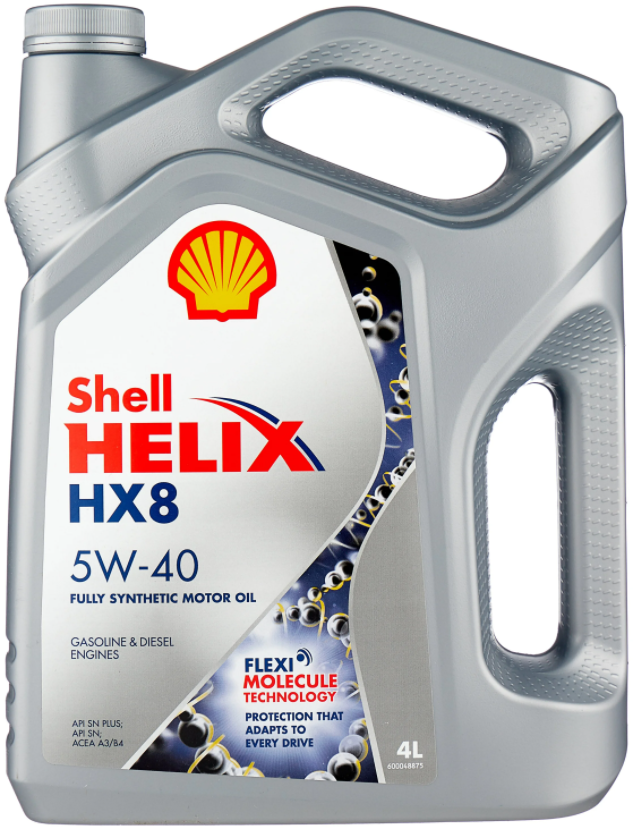 Shell
HELIX
HX8
5W-40
FULLY SYNTHETIC MOTOR OIL
GASOLINE & DIESEL
ENGINES
API SN PLUS;
API SN;
ACEA A3/B4
FLEXI
MOLECULE
TECHNOLOGY
PROTECTION THAT
ADAPTS TO
EVERY DRIVE
4L
600048875